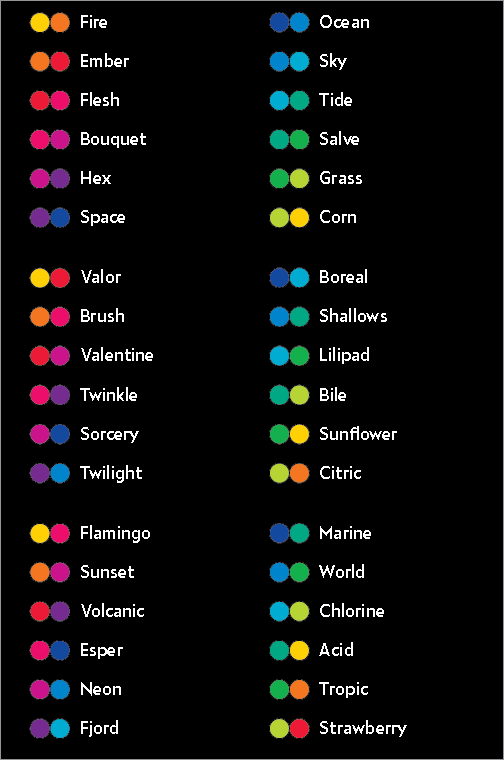 Fire
Ember
Flesh
Bouquet
Hex
Space
Ocean
Sky
Tide
Salve
Grass
Corn
Valor
Brush
Valentine
Twinkle
Sorcery
Twilight
Boreal
Shallows
Lilipad
Bile
Sunflower
Citric
Flamingo
Sunset
Volcanic
Esper
Neon
Fjord
Marine
World
Chlorine
Acid
Tropic
Strawberry